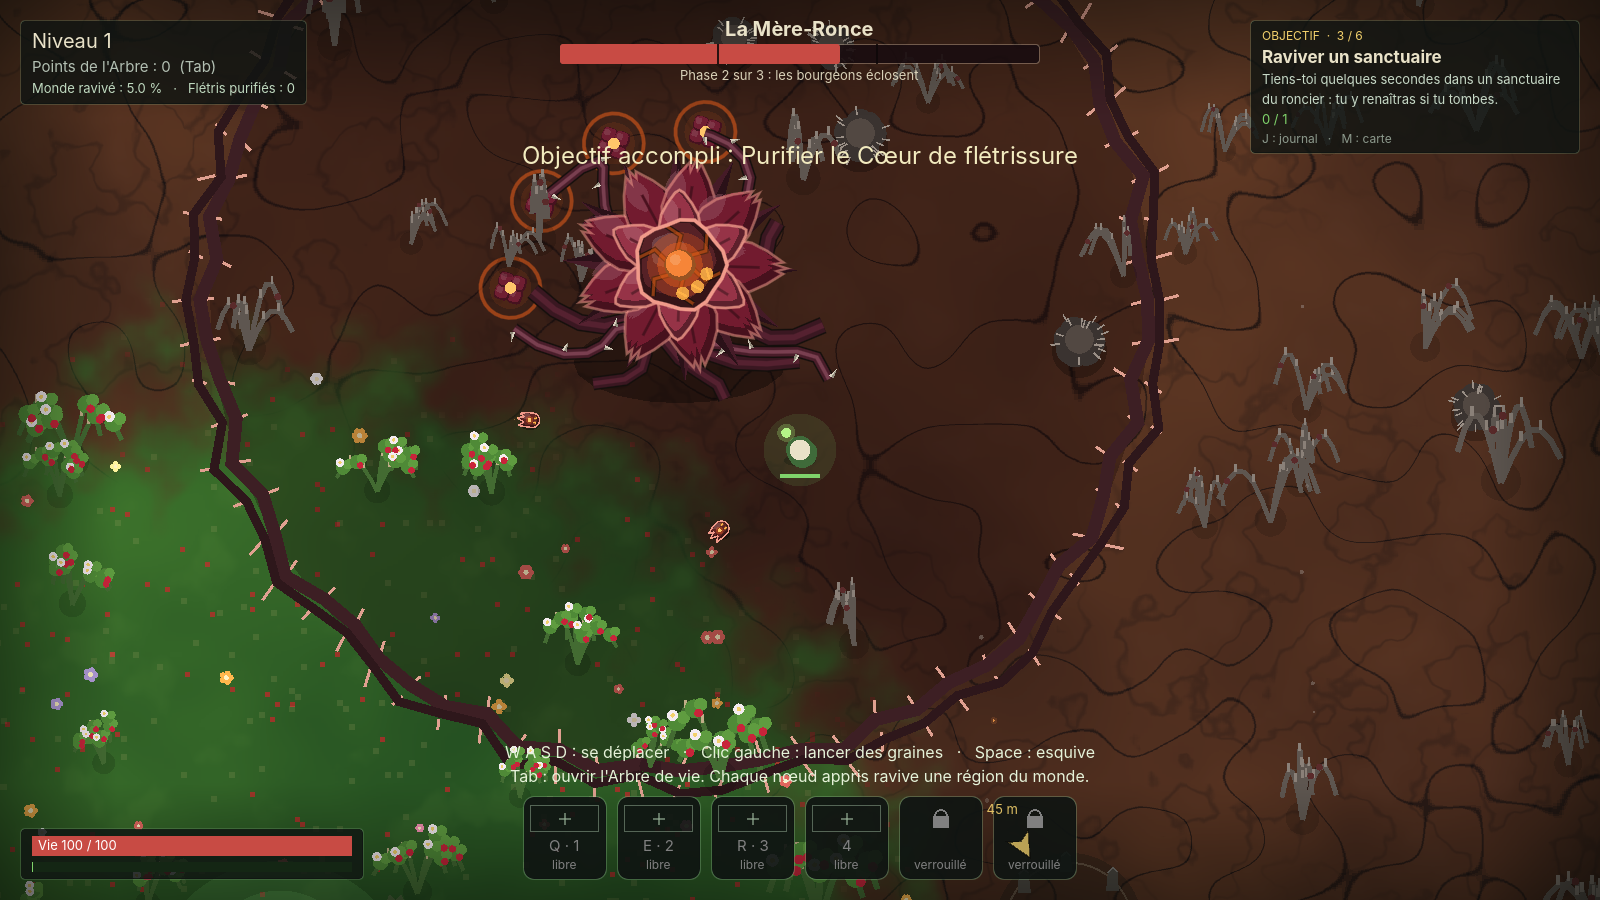 Niveau 1
Points de l'Arbre : 0 (Tab)
Monde ravivé : 5.0 % · Flétris purifiés : 0
La Mère-Ronce
Phase 2 sur 3 : les bourgeons éclosent
OBJECTIF · 3 / 6
Raviver un sanctuaire
Tiens-toi quelques secondes dans un sanctuaire
du roncier : tu y renaîtras si tu tombes.
0 / 1
J : journal · M : carte
Objectif accompli : Purifier le Cœur de flétrissure
W A S D : se déplacer · Clic gauche : lancer des graines · Space : esquive
Tab : ouvrir l'Arbre de vie. Chaque nœud appris ravive une région du monde.
45 m
Vie 100 / 100
Q · 1
libre
E · 2
libre
R · 3
libre
4
libre
verrouillé
verrouillé